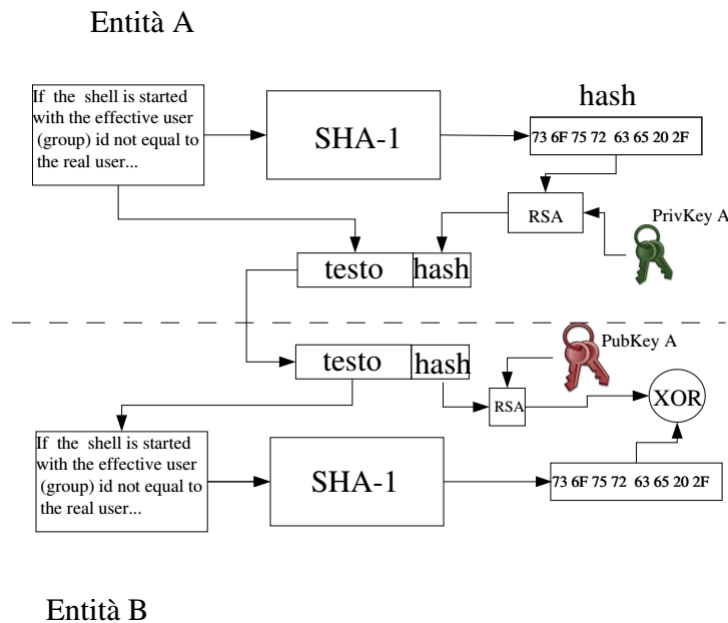 Entità A
If the shell is started
with the effective user
(group) id not equal to
the real user...
SHA-1
hash
73 6F 75 72 63 65 20 2F
RSA
PrivKey A
testo hash
testo hash
PubKey A
RSA
XOR
If the shell is started
with the effective user
(group) id not equal to
the real user...
SHA-1
73 6F 75 72 63 65 20 2F
Entità B